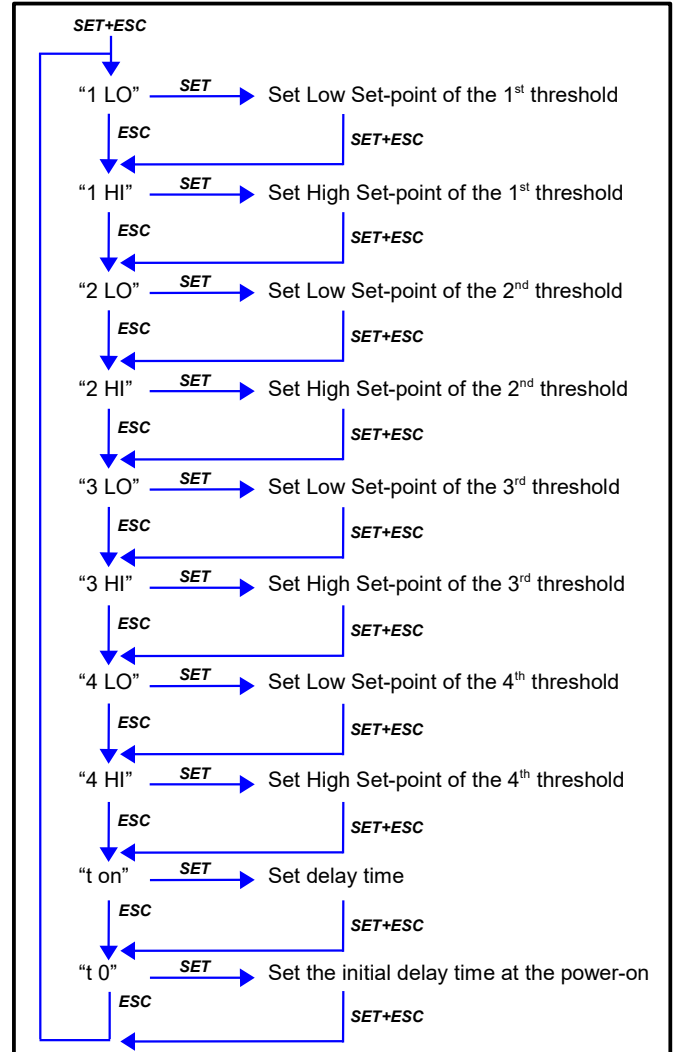 SET+ESC
“1 LO” SET Set Low Set-point of the 1st threshold
ESC SET+ESC
“1 HI” SET Set High Set-point of the 1st threshold
ESC SET+ESC
“2 LO” SET Set Low Set-point of the 2nd threshold
ESC SET+ESC
“2 HI” SET Set High Set-point of the 2nd threshold
ESC SET+ESC
“3 LO” SET Set Low Set-point of the 3rd threshold
ESC SET+ESC
“3 HI” SET Set High Set-point of the 3rd threshold
ESC SET+ESC
“4 LO” SET Set Low Set-point of the 4th threshold
ESC SET+ESC
“4 HI” SET Set High Set-point of the 4th threshold
ESC SET+ESC
“t on” SET Set delay time
ESC SET+ESC
“t 0” SET Set the initial delay time at the power-on
ESC SET+ESC